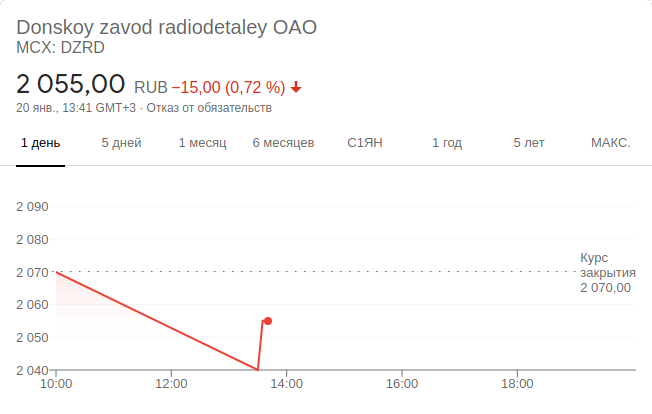 Donskoy zavod radiodetaley OAO
MCX: DZRD
2 055,00 RUB −15,00 (0,72 %)
20 янв., 13:41 GMT+3 · Отказ от обязательств
1 день 5 дней 1 месяц 6 месяцев С1ЯН 1 год 5 лет МАКС.
2 090
2 080
2 070
2 060
2 050
2 040
Курс
закрытия
2 070,00
10:00 12:00 14:00 16:00 18:00